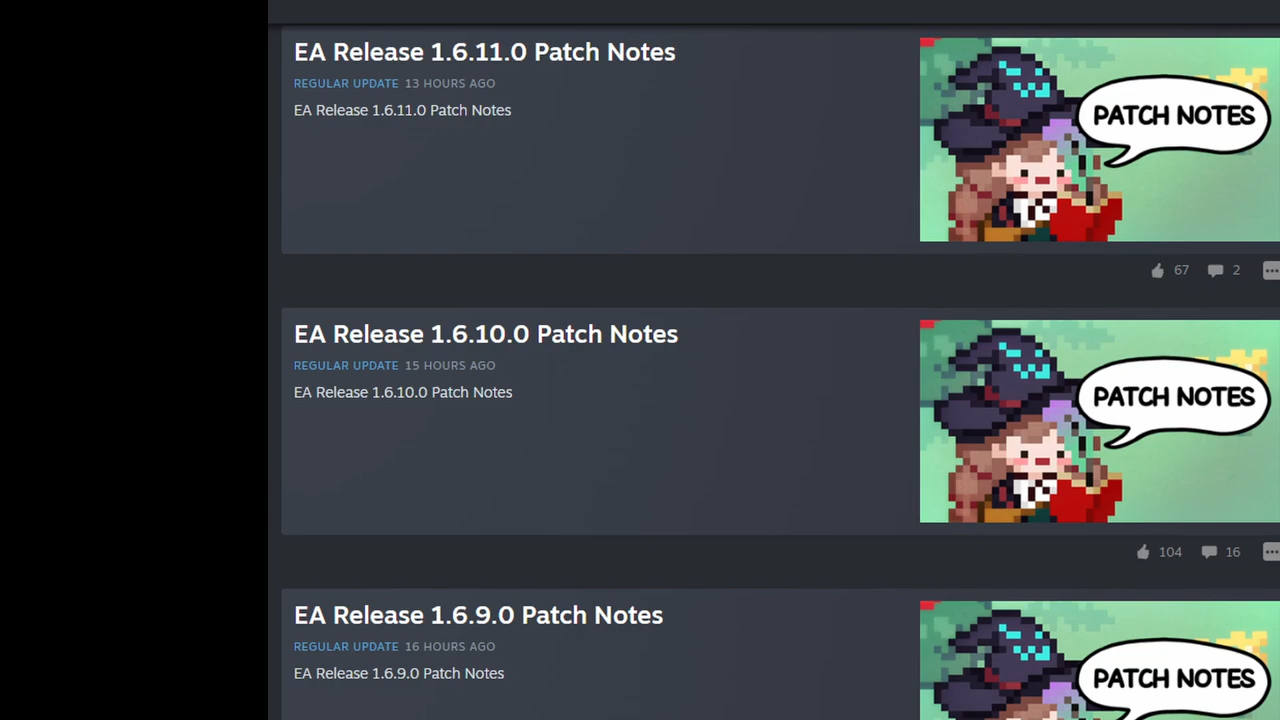 EA Release 1.6.11.0 Patch Notes
REGULAR UPDATE 13 HOURS AGO
EA Release 1.6.11.0 Patch Notes
PATCH NOTES
67 2
EA Release 1.6.10.0 Patch Notes
REGULAR UPDATE 15 HOURS AGO
EA Release 1.6.10.0 Patch Notes
PATCH NOTES
104 16
EA Release 1.6.9.0 Patch Notes
REGULAR UPDATE 16 HOURS AGO
EA Release 1.6.9.0 Patch Notes
PATCH NOTES